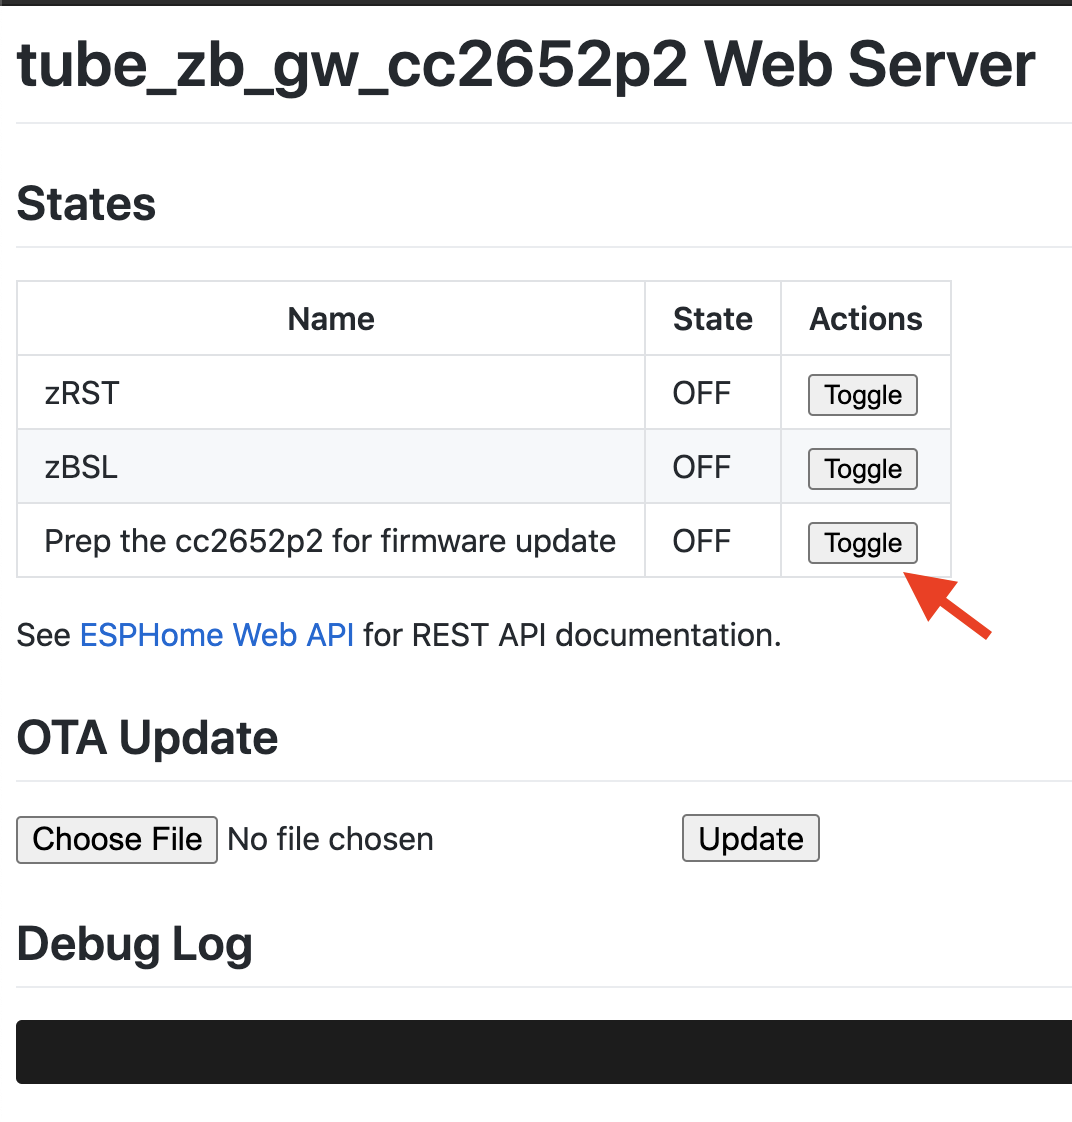 tube_zb_gw_cc2652p2 Web Server
States
Name State Actions
zRST OFF Toggle
zBSL OFF Toggle
Prep the cc2652p2 for firmware update OFF Toggle
See ESPHome Web API for REST API documentation.
OTA Update
Choose File No file chosen Update
Debug Log